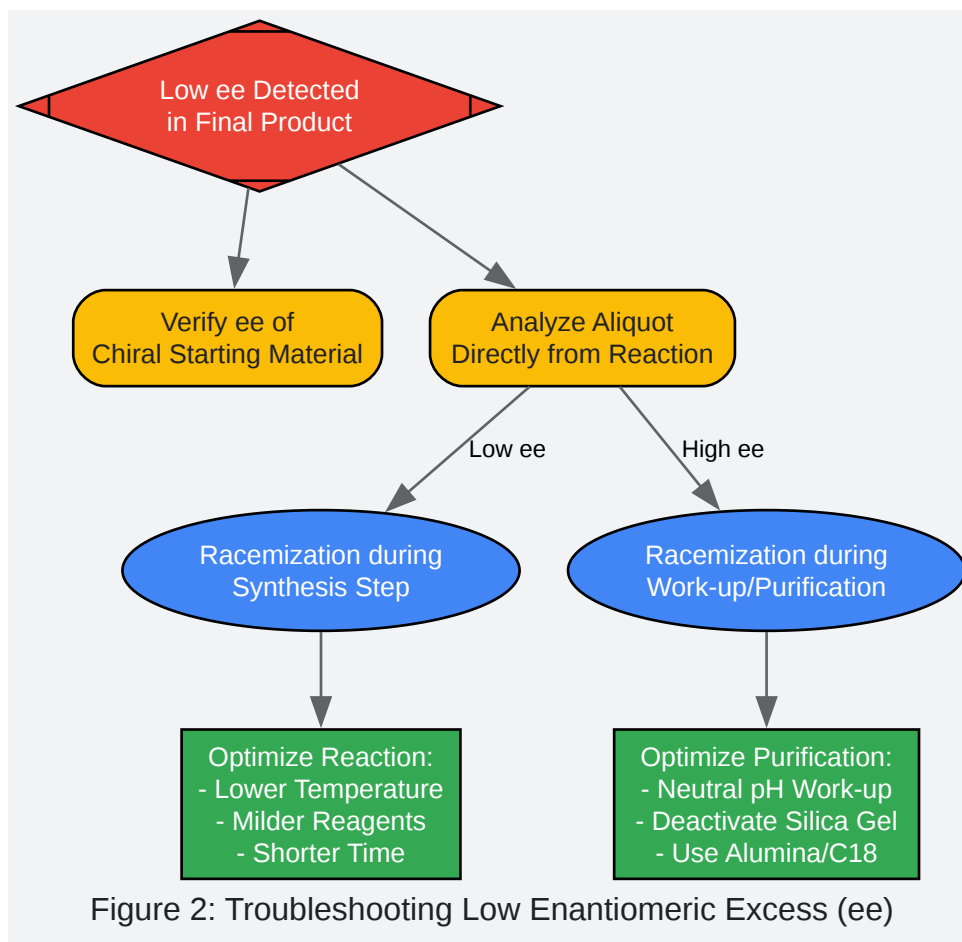 Low ee Detected
in Final Product
Verify ee of
Chiral Starting Material
Analyze Aliquot
Directly from Reaction
Low ee
High ee
Racemization during
Synthesis Step
Racemization during
Work-up/Purification
Optimize Reaction:
- Lower Temperature
- Milder Reagents
- Shorter Time
Optimize Purification:
- Neutral pH Work-up
- Deactivate Silica Gel
- Use Alumina/C18
Figure 2: Troubleshooting Low Enantiomeric Excess (ee)